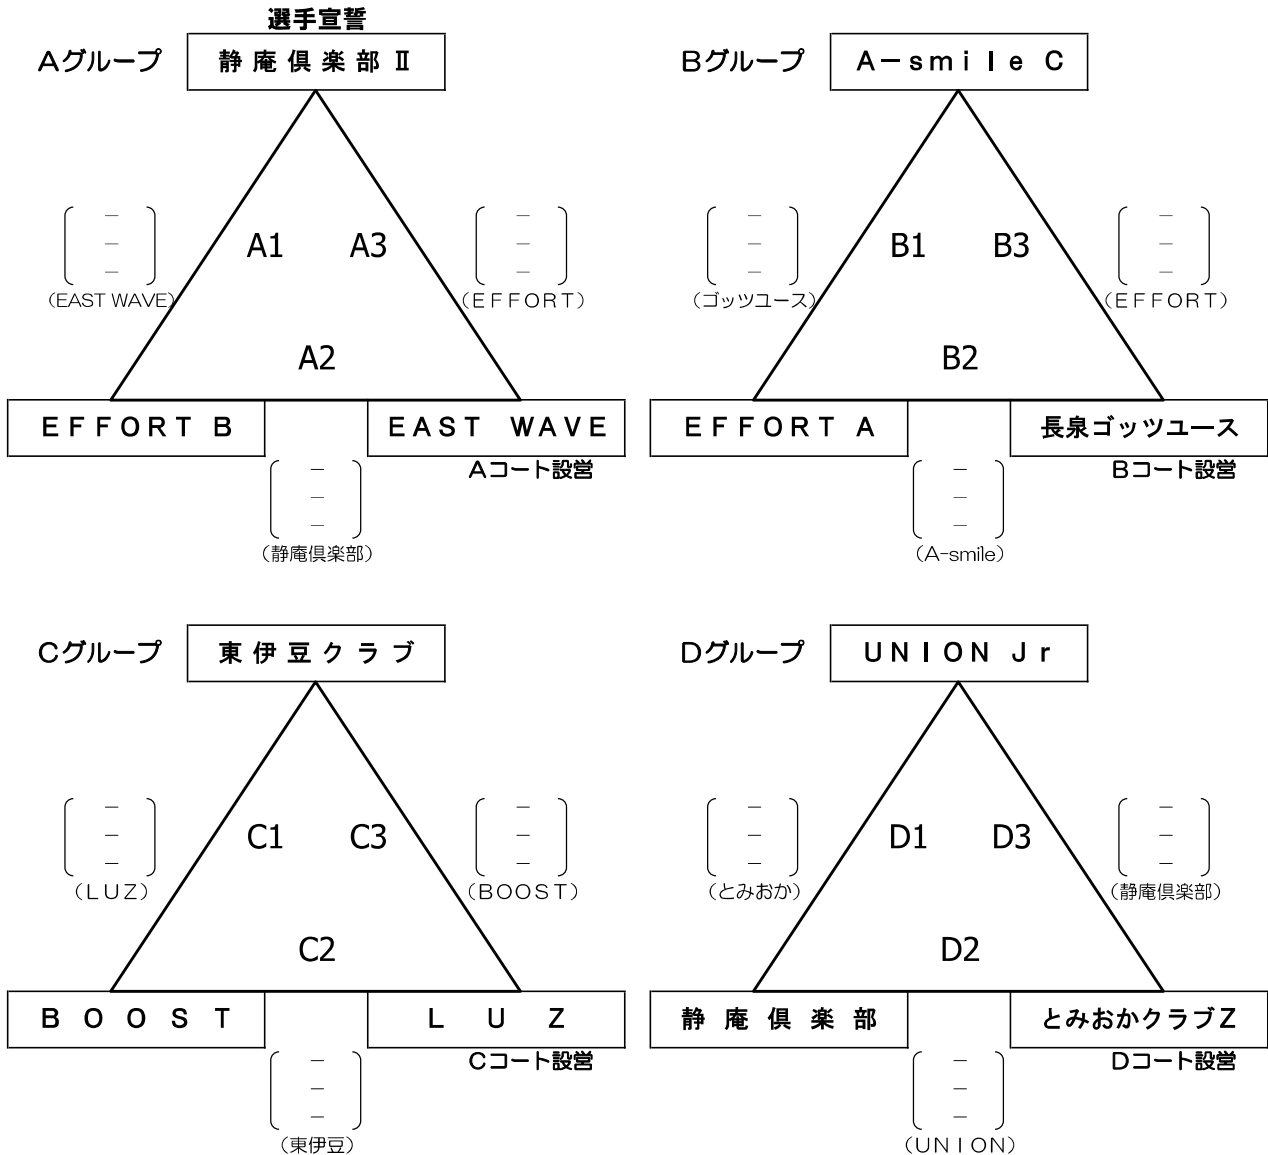 選手宣誓
Aグループ 静庵倶楽部Ⅱ
Bグループ A－smile C
A1 A3
B1 B3
－ － －
－ － －
－ － －
－ － －
(EAST WAVE) (EFFORT)
(ゴッツユース) (EFFORT)
A2
B2
EFFORT B EAST WAVE
EFFORT A 長泉ゴッツユース
Aコート設営
Bコート設営
－ － －
－ － －
(静庵倶楽部)
(A-smile)
Cグループ 東伊豆クラブ
Dグループ UNION Jr
C1 C3
D1 D3
－ － －
－ － －
－ － －
－ － －
(LUZ) (BOOST)
(とみおか) (静庵倶楽部)
C2
D2
BOOST LUZ
静庵倶楽部 とみおかクラブZ
Cコート設営
Dコート設営
－ － －
－ － －
(東伊豆)
(UNION)